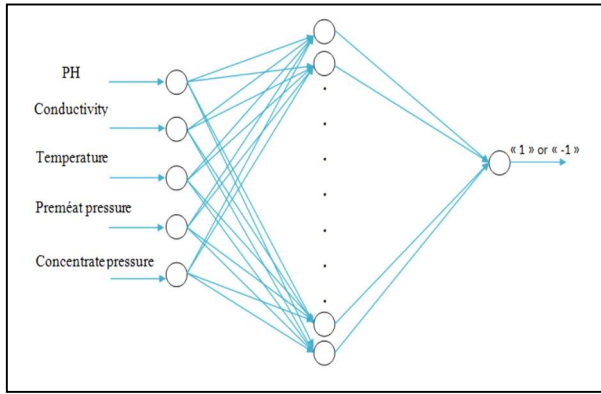 PH
Conductivity
Temperature
Preméat pressure
Concentrate pressure
« 1 » or « -1 »